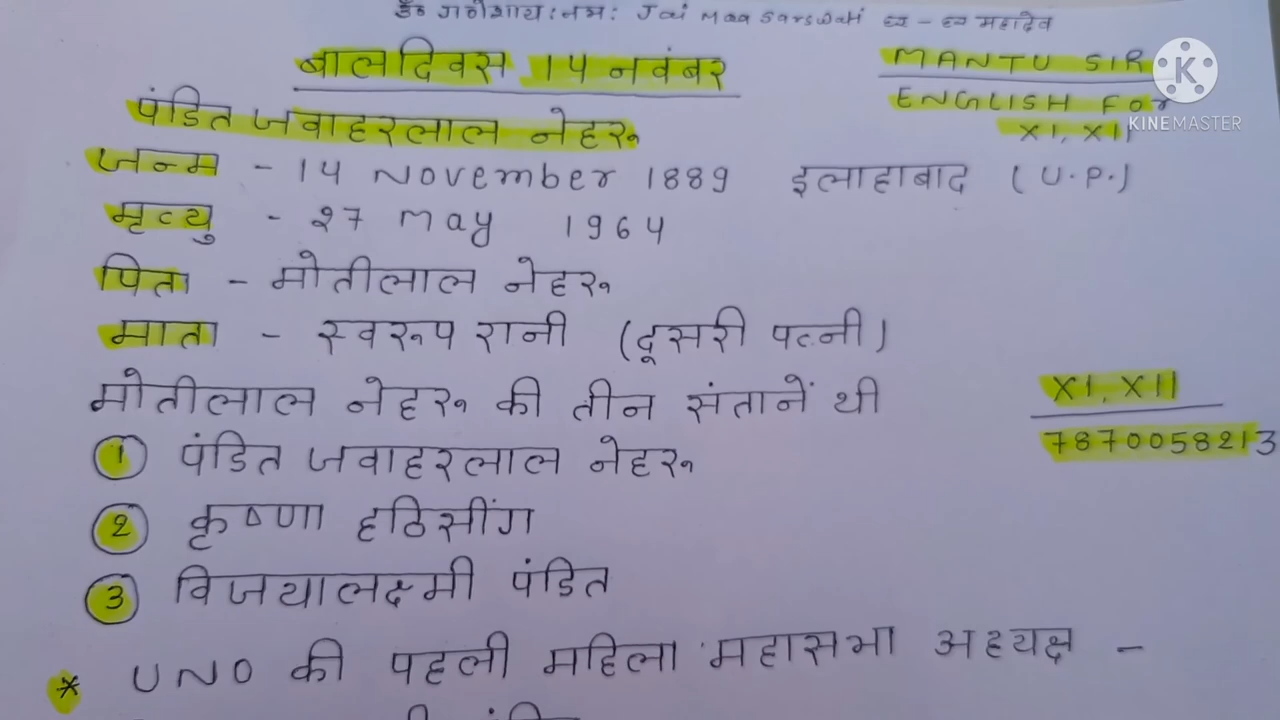 ॐ गणेशायः नमः Jai Maa Sarswati हर - हर महादेव
बालदिवस 14 नवंबर
MANTU SIR
ENGLISH FOR
XI, XII
KINEMASTER
पंडित जवाहरलाल नेहरू
जन्म - 14 November 1889 इलाहाबाद (U.P.)
मृत्यु - 27 May 1964
पिता - मोतीलाल नेहरू
माता - स्वरूप रानी (दूसरी पत्नी)
मोतीलाल नेहरू की तीन संतानें थी
XI, XII
7870058213
1 पंडित जवाहरलाल नेहरू
2 कृष्णा हठिसींग
3 विजयालक्ष्मी पंडित
* UNO की पहली महिला महासभा अध्यक्ष -